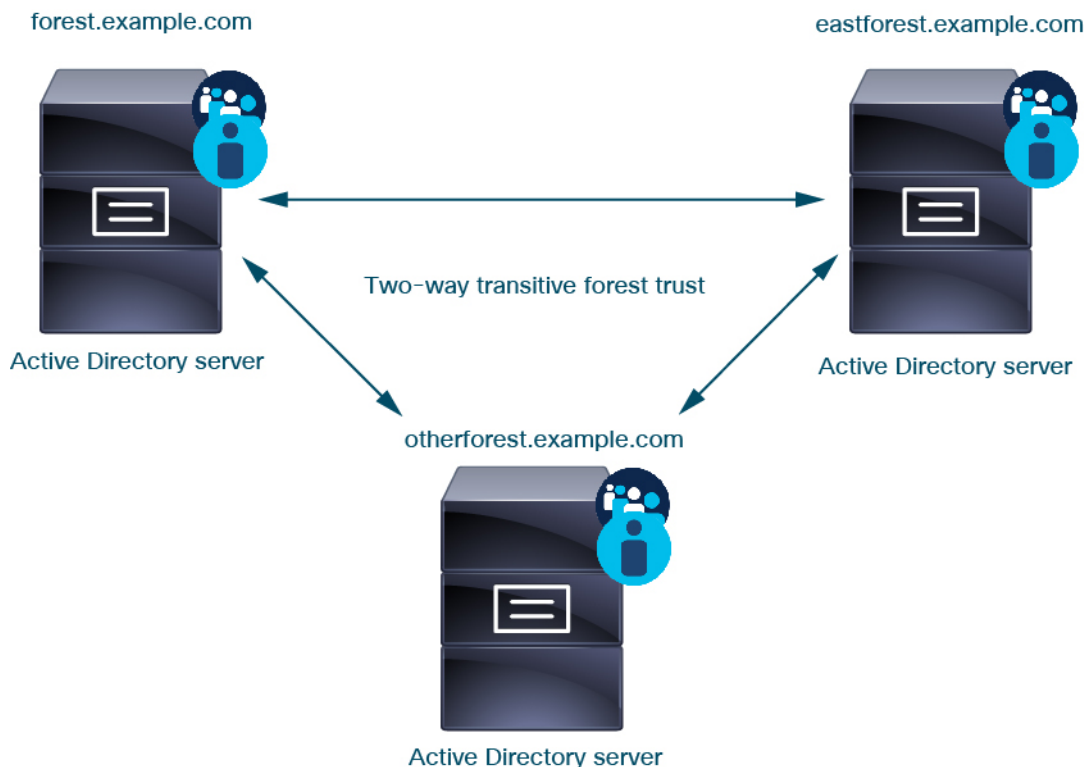 forest.example.com
eastforest.example.com
Two-way transitive forest trust
Active Directory server
Active Directory server
otherforest.example.com
Active Directory server